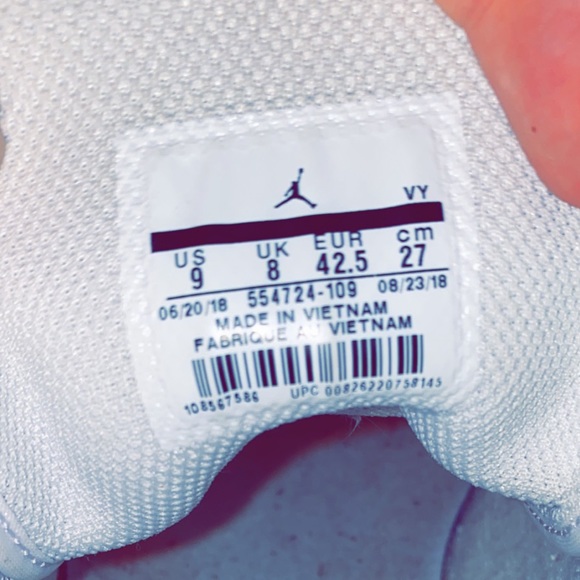 VY
US UK EUR cm
9 8 42.5 27
06/20/18 554724-109 08/23/18
MADE IN VIETNAM
FABRIQUE AU VIETNAM
108567586 UPC 00826220758145